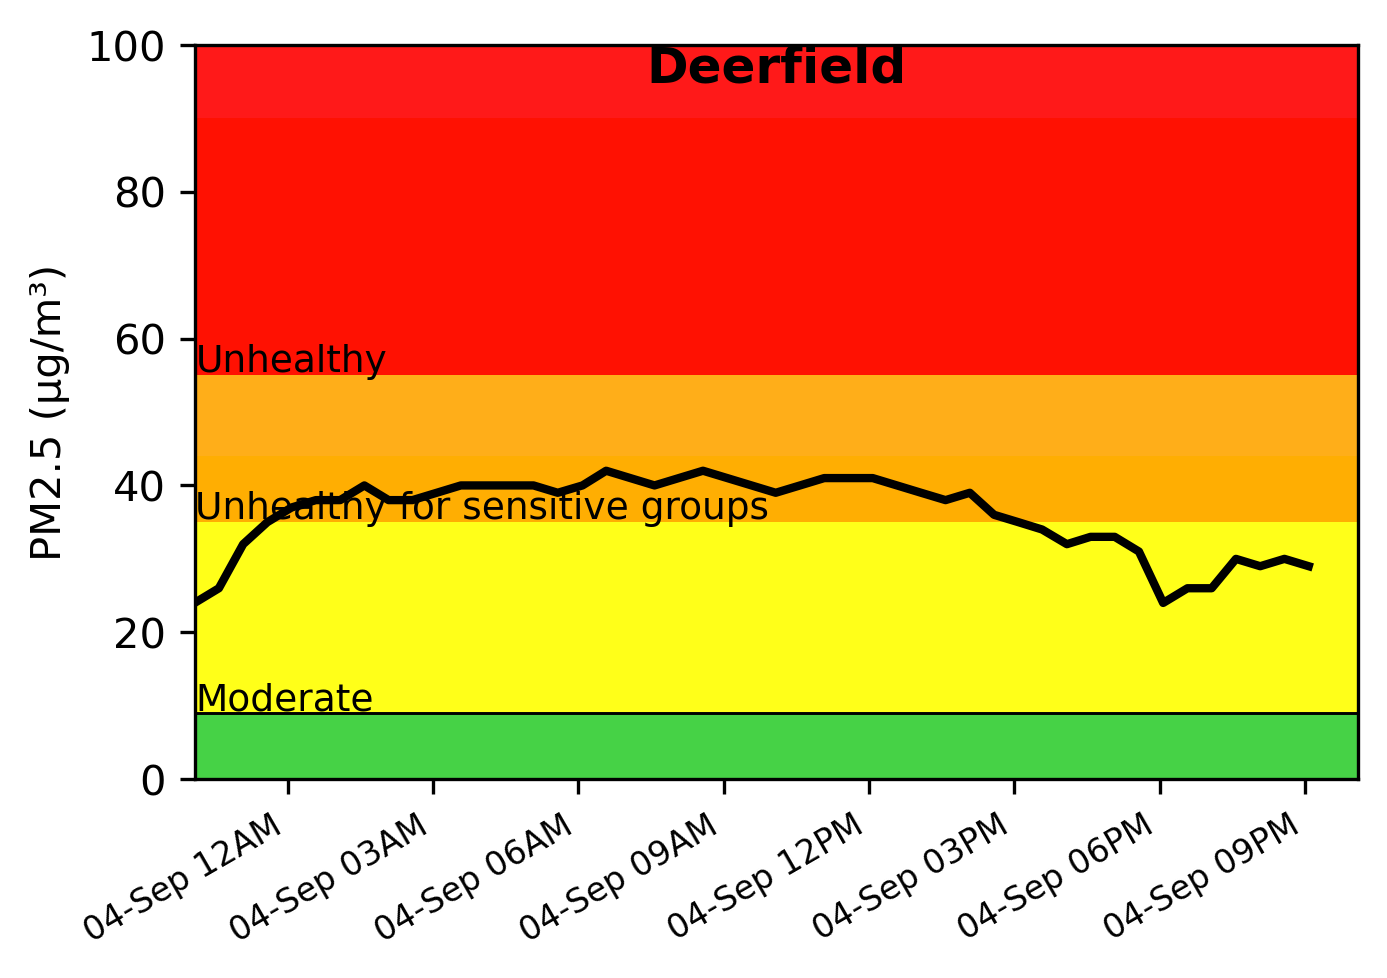 Deerfield
100
80
60
40
20
0
PM2.5 (µg/m³)
Unhealthy
Unhealthy for sensitive groups
Moderate
04-Sep 12AM
04-Sep 03AM
04-Sep 06AM
04-Sep 09AM
04-Sep 12PM
04-Sep 03PM
04-Sep 06PM
04-Sep 09PM